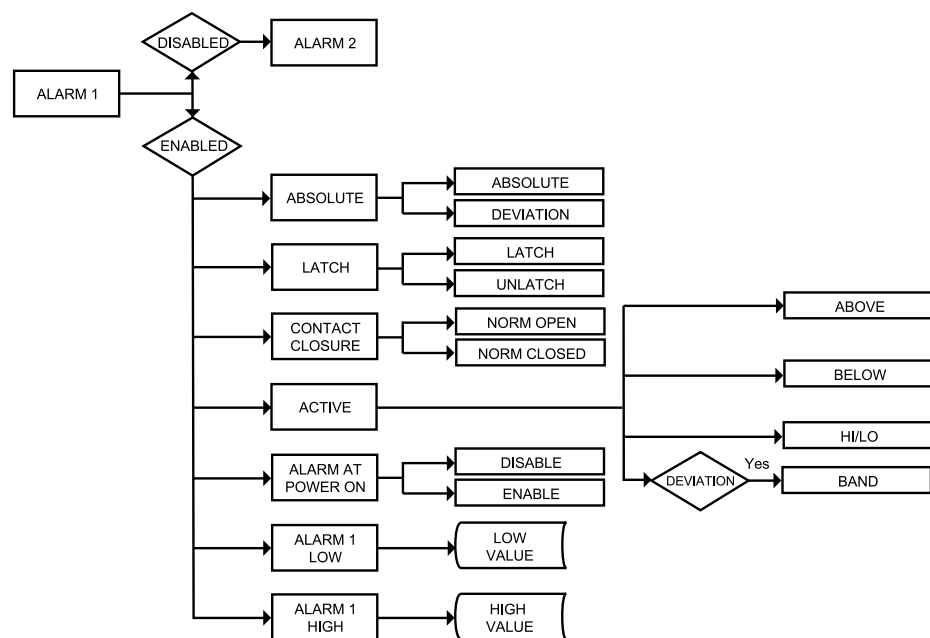 DISABLED
ALARM 2
ALARM 1
ENABLED
ABSOLUTE
ABSOLUTE
DEVIATION
LATCH
LATCH
UNLATCH
CONTACT
CLOSURE
NORM OPEN
NORM CLOSED
ACTIVE
ABOVE
BELOW
HI/LO
DEVIATION
Yes
BAND
ALARM AT
POWER ON
DISABLE
ENABLE
ALARM 1
LOW
LOW
VALUE
ALARM 1
HIGH
HIGH
VALUE